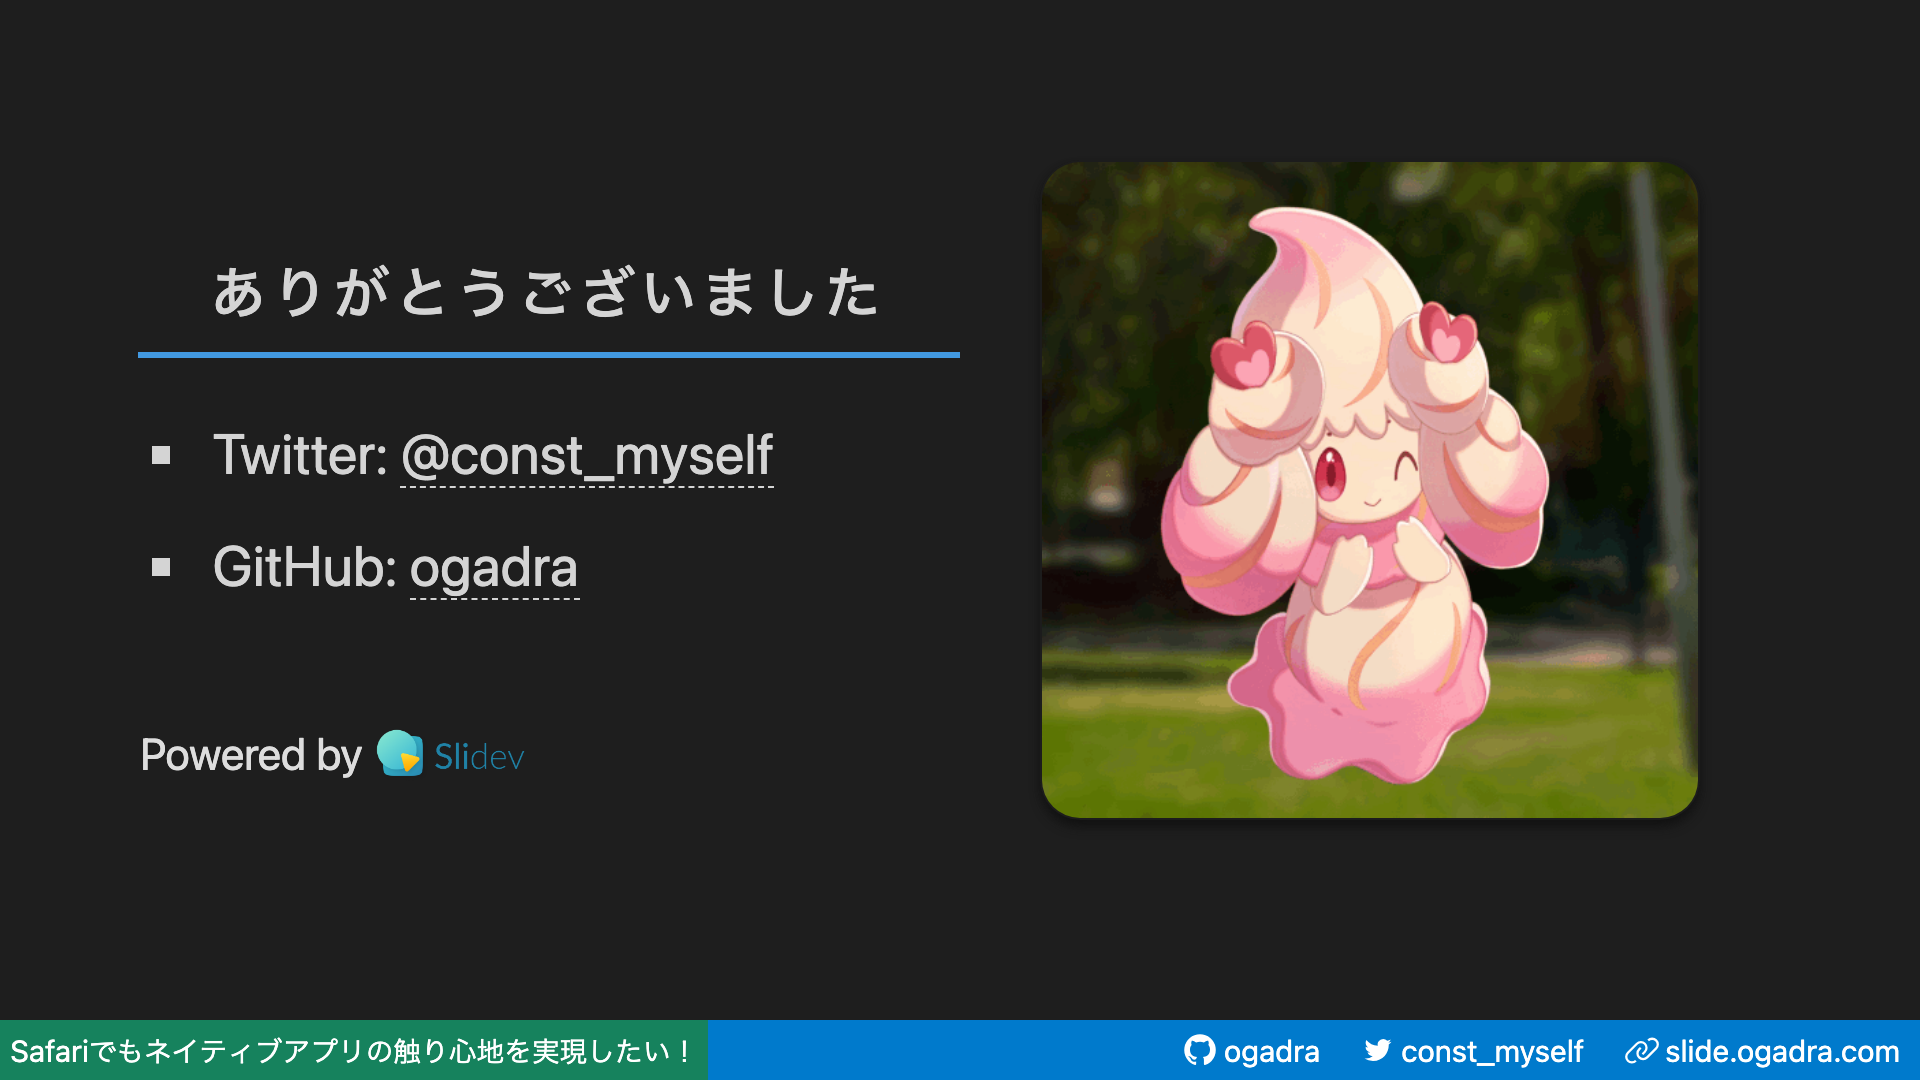 ありがとうございました
Twitter: @const_myself
GitHub: ogadra
Powered by Slidev
Safariでもネイティブアプリの触り心地を実現したい！
ogadra
const_myself
slide.ogadra.com